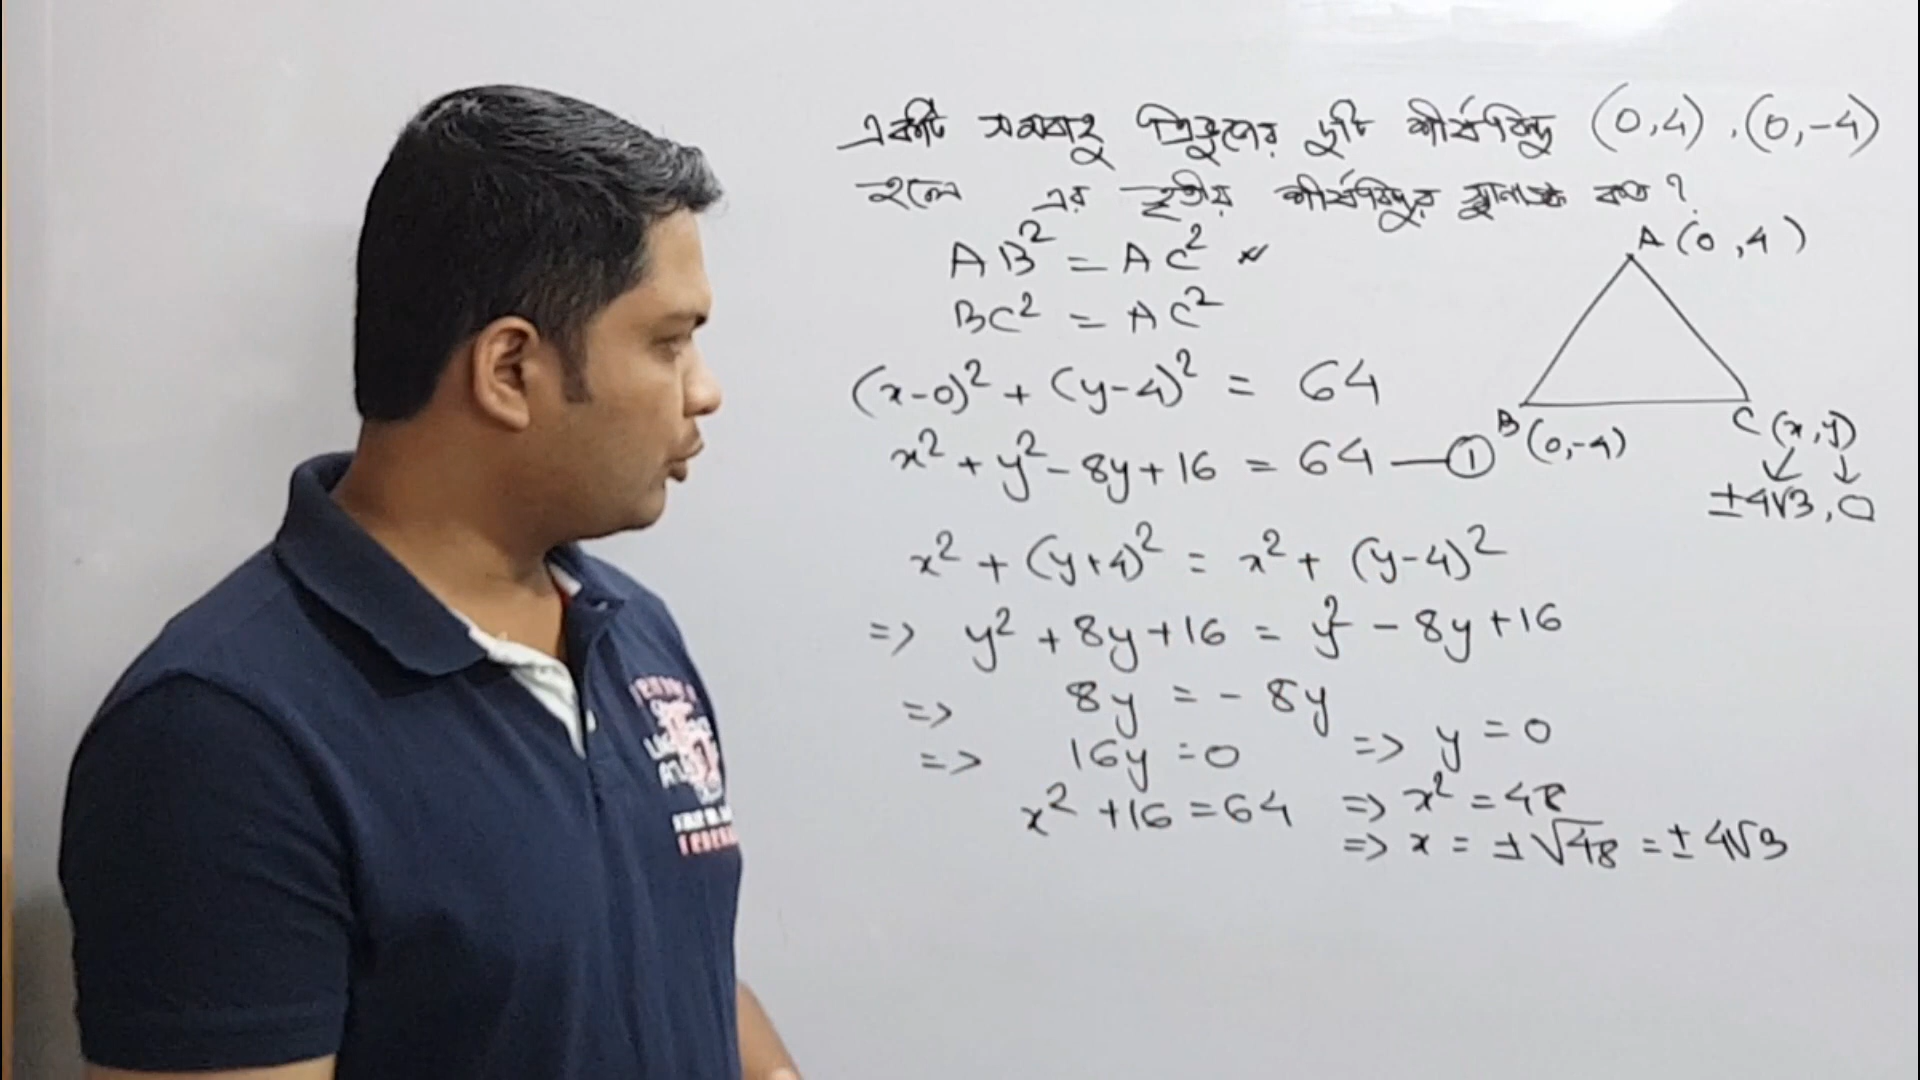 একটি সমবাহু ত্রিভুজের দুটি শীর্ষবিন্দু (0,4), (0,-4)
হলে এর তৃতীয় শীর্ষবিন্দুর স্থানাঙ্ক কত?
AB² = AC²
BC² = AC²
A (0,4)
(x-0)² + (y-4)² = 64
B (0,-4)
C (x,y)
x² + y² - 8y + 16 = 64 — ①
±4√3, 0
x² + (y+4)² = x² + (y-4)²
=> y² + 8y + 16 = y² - 8y + 16
=> 8y = - 8y
=> 16y = 0 => y = 0
x² + 16 = 64 => x² = 48
=> x = ±√48 = ± 4√3